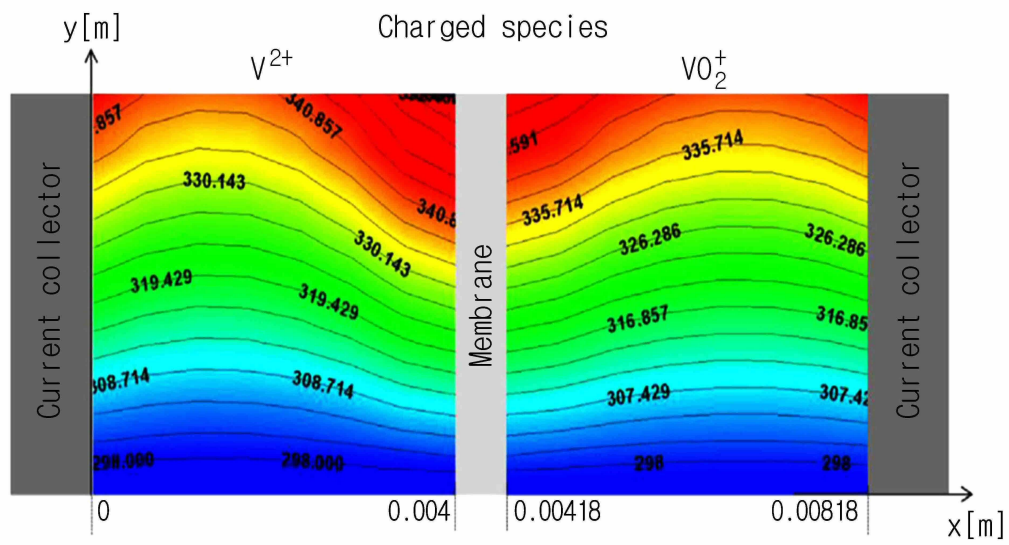 Charged species
y[m]
V²⁺ VO₂⁺
.857 340.857
.591 335.714
330.143
340.8 335.714
330.143 326.286 326.286
319.429 319.429 316.857 316.85
308.714 308.714 307.429 307.42
298.000 298.000 298 298
Current collector
Membrane
Current collector
0 0.004 0.00418 0.00818
x[m]